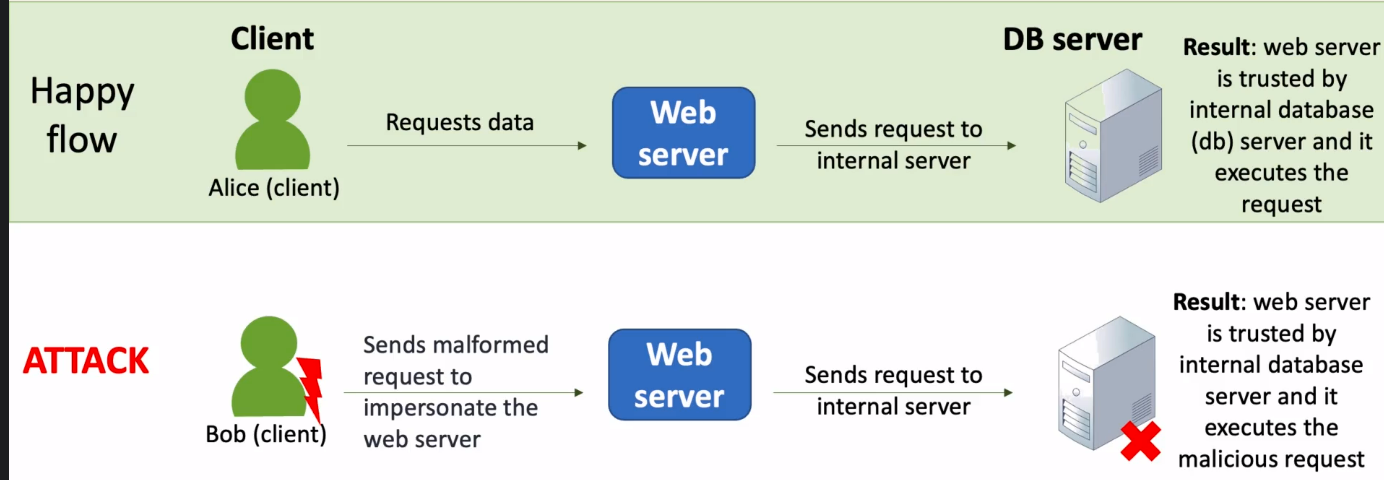 Client
DB server
Happy
flow
Alice (client)
Requests data
Web
server
Sends request to
internal server
Result: web server
is trusted by
internal database
(db) server and it
executes the
request
ATTACK
Bob (client)
Sends malformed
request to
impersonate the
web server
Web
server
Sends request to
internal server
Result: web server
is trusted by
internal database
server and it
executes the
malicious request